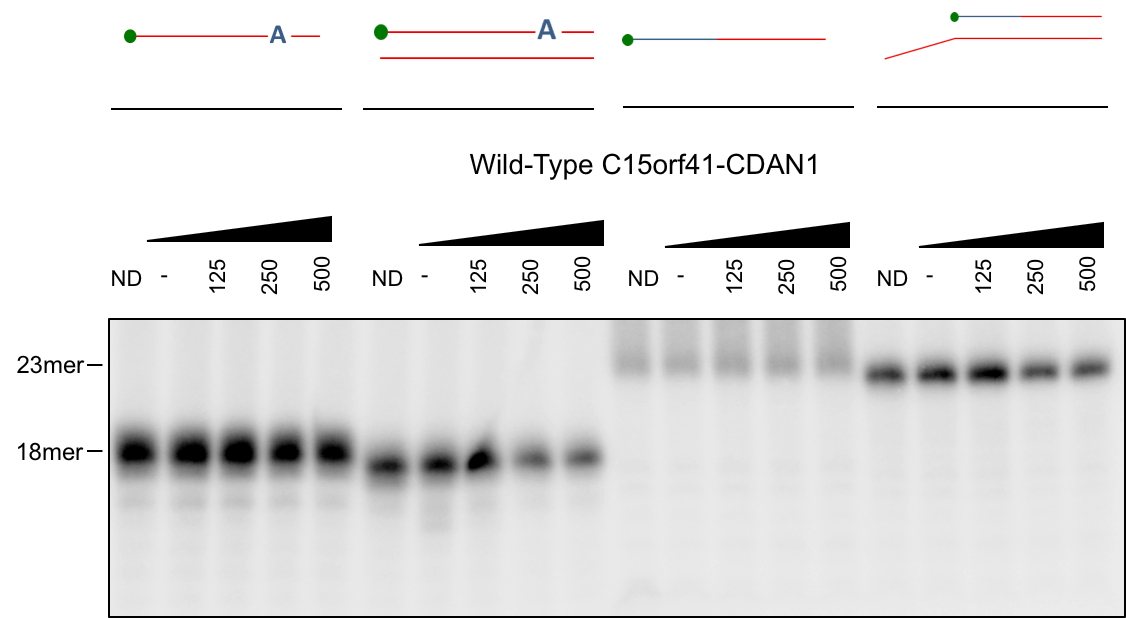 A A
Wild-Type C15orf41-CDAN1
ND - 125 250 500 ND - 125 250 500 ND - 125 250 500 ND - 125 250 500
23mer
18mer